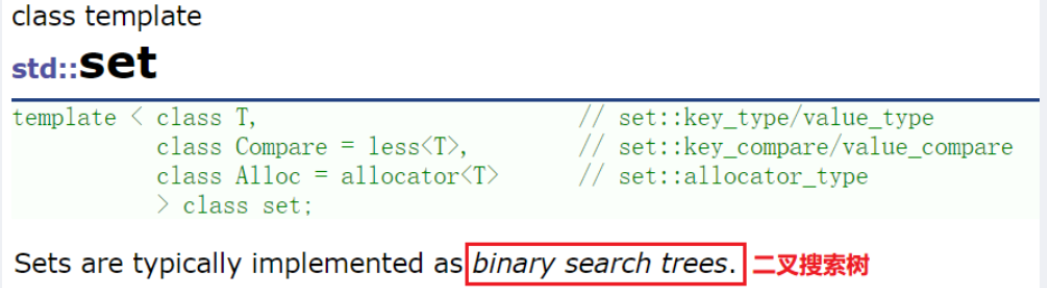 class template
std::set
template < class T, // set::key_type/value_type
class Compare = less<T>, // set::key_compare/value_compare
class Alloc = allocator<T> // set::allocator_type
> class set;
Sets are typically implemented as binary search trees. 二叉搜索树